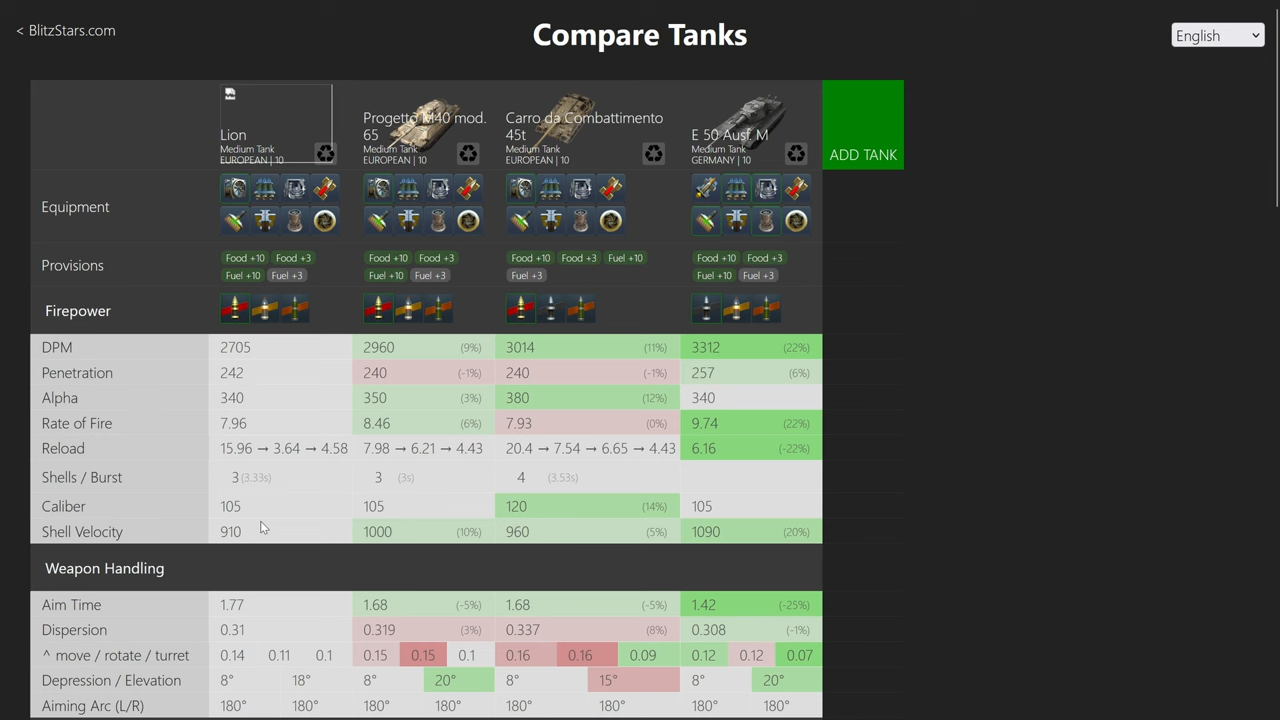 < BlitzStars.com
Compare Tanks
English
Lion
Medium Tank
EUROPEAN | 10
Progetto M40 mod. 65
Medium Tank
EUROPEAN | 10
Carro da Combattimento 45t
Medium Tank
EUROPEAN | 10
E 50 Ausf. M
Medium Tank
GERMANY | 10
ADD TANK
Equipment
Provisions
Food +10 Food +3 Fuel +10 Fuel +3
Food +10 Food +3 Fuel +10 Fuel +3
Food +10 Food +3 Fuel +10 Fuel +3
Food +10 Food +3 Fuel +10 Fuel +3
Firepower
DPM 2705 2960 (9%) 3014 (11%) 3312 (22%)
Penetration 242 240 (-1%) 240 (-1%) 257 (6%)
Alpha 340 350 (3%) 380 (12%) 340
Rate of Fire 7.96 8.46 (6%) 7.93 (0%) 9.74 (22%)
Reload 15.96 → 3.64 → 4.58 7.98 → 6.21 → 4.43 20.4 → 7.54 → 6.65 → 4.43 6.16 (-22%)
Shells / Burst 3 (3.33s) 3 (3s) 4 (3.53s)
Caliber 105 105 120 (14%) 105
Shell Velocity 910 1000 (10%) 960 (5%) 1090 (20%)
Weapon Handling
Aim Time 1.77 1.68 (-5%) 1.68 (-5%) 1.42 (-25%)
Dispersion 0.31 0.319 (3%) 0.337 (8%) 0.308 (-1%)
^ move / rotate / turret 0.14 0.11 0.1 0.15 0.15 0.1 0.16 0.16 0.09 0.12 0.12 0.07
Depression / Elevation 8° 18° 8° 20° 8° 15° 8° 20°
Aiming Arc (L/R) 180° 180° 180° 180° 180° 180° 180° 180°